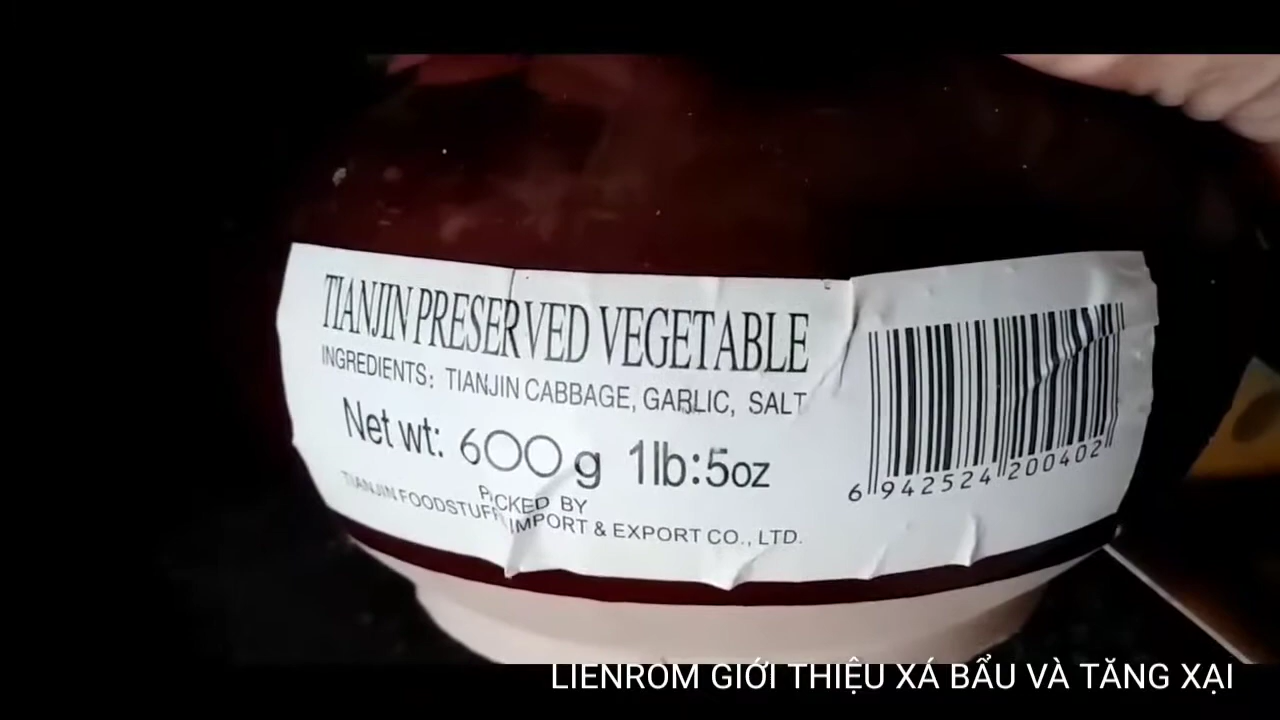 TIANJIN PRESERVED VEGETABLE
INGREDIENTS: TIANJIN CABBAGE, GARLIC, SALT
Net wt: 600g 1lb:5oz
PICKED BY
TIANJIN FOODSTUFF IMPORT & EXPORT CO., LTD.
6 942524 200402
LIENROM GIỚI THIỆU XÁ BẨU VÀ TĂNG XẠI